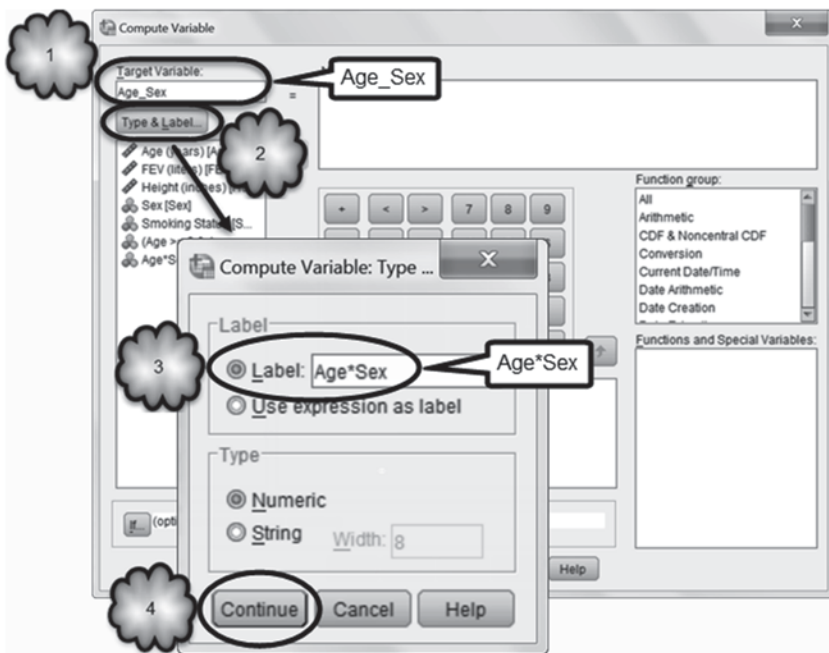 Compute Variable
1
Target Variable:
Age_Sex
=
Age_Sex
Type & Label...
2
Age (years)
FEV (liters)
Height (inches)
Sex [Sex]
Smoking Status
(Age >
Age*S
+ < > 7 8 9
Function group:
All
Arithmetic
CDF & Noncentral CDF
Conversion
Current Date/Time
Date Arithmetic
Date Creation
Functions and Special Variables:
Compute Variable: Type ...
Label
3
Label: Age*Sex
Age*Sex
Use expression as label
Type
Numeric
String
Width: 8
If...
(opti
4
Continue Cancel Help
Help